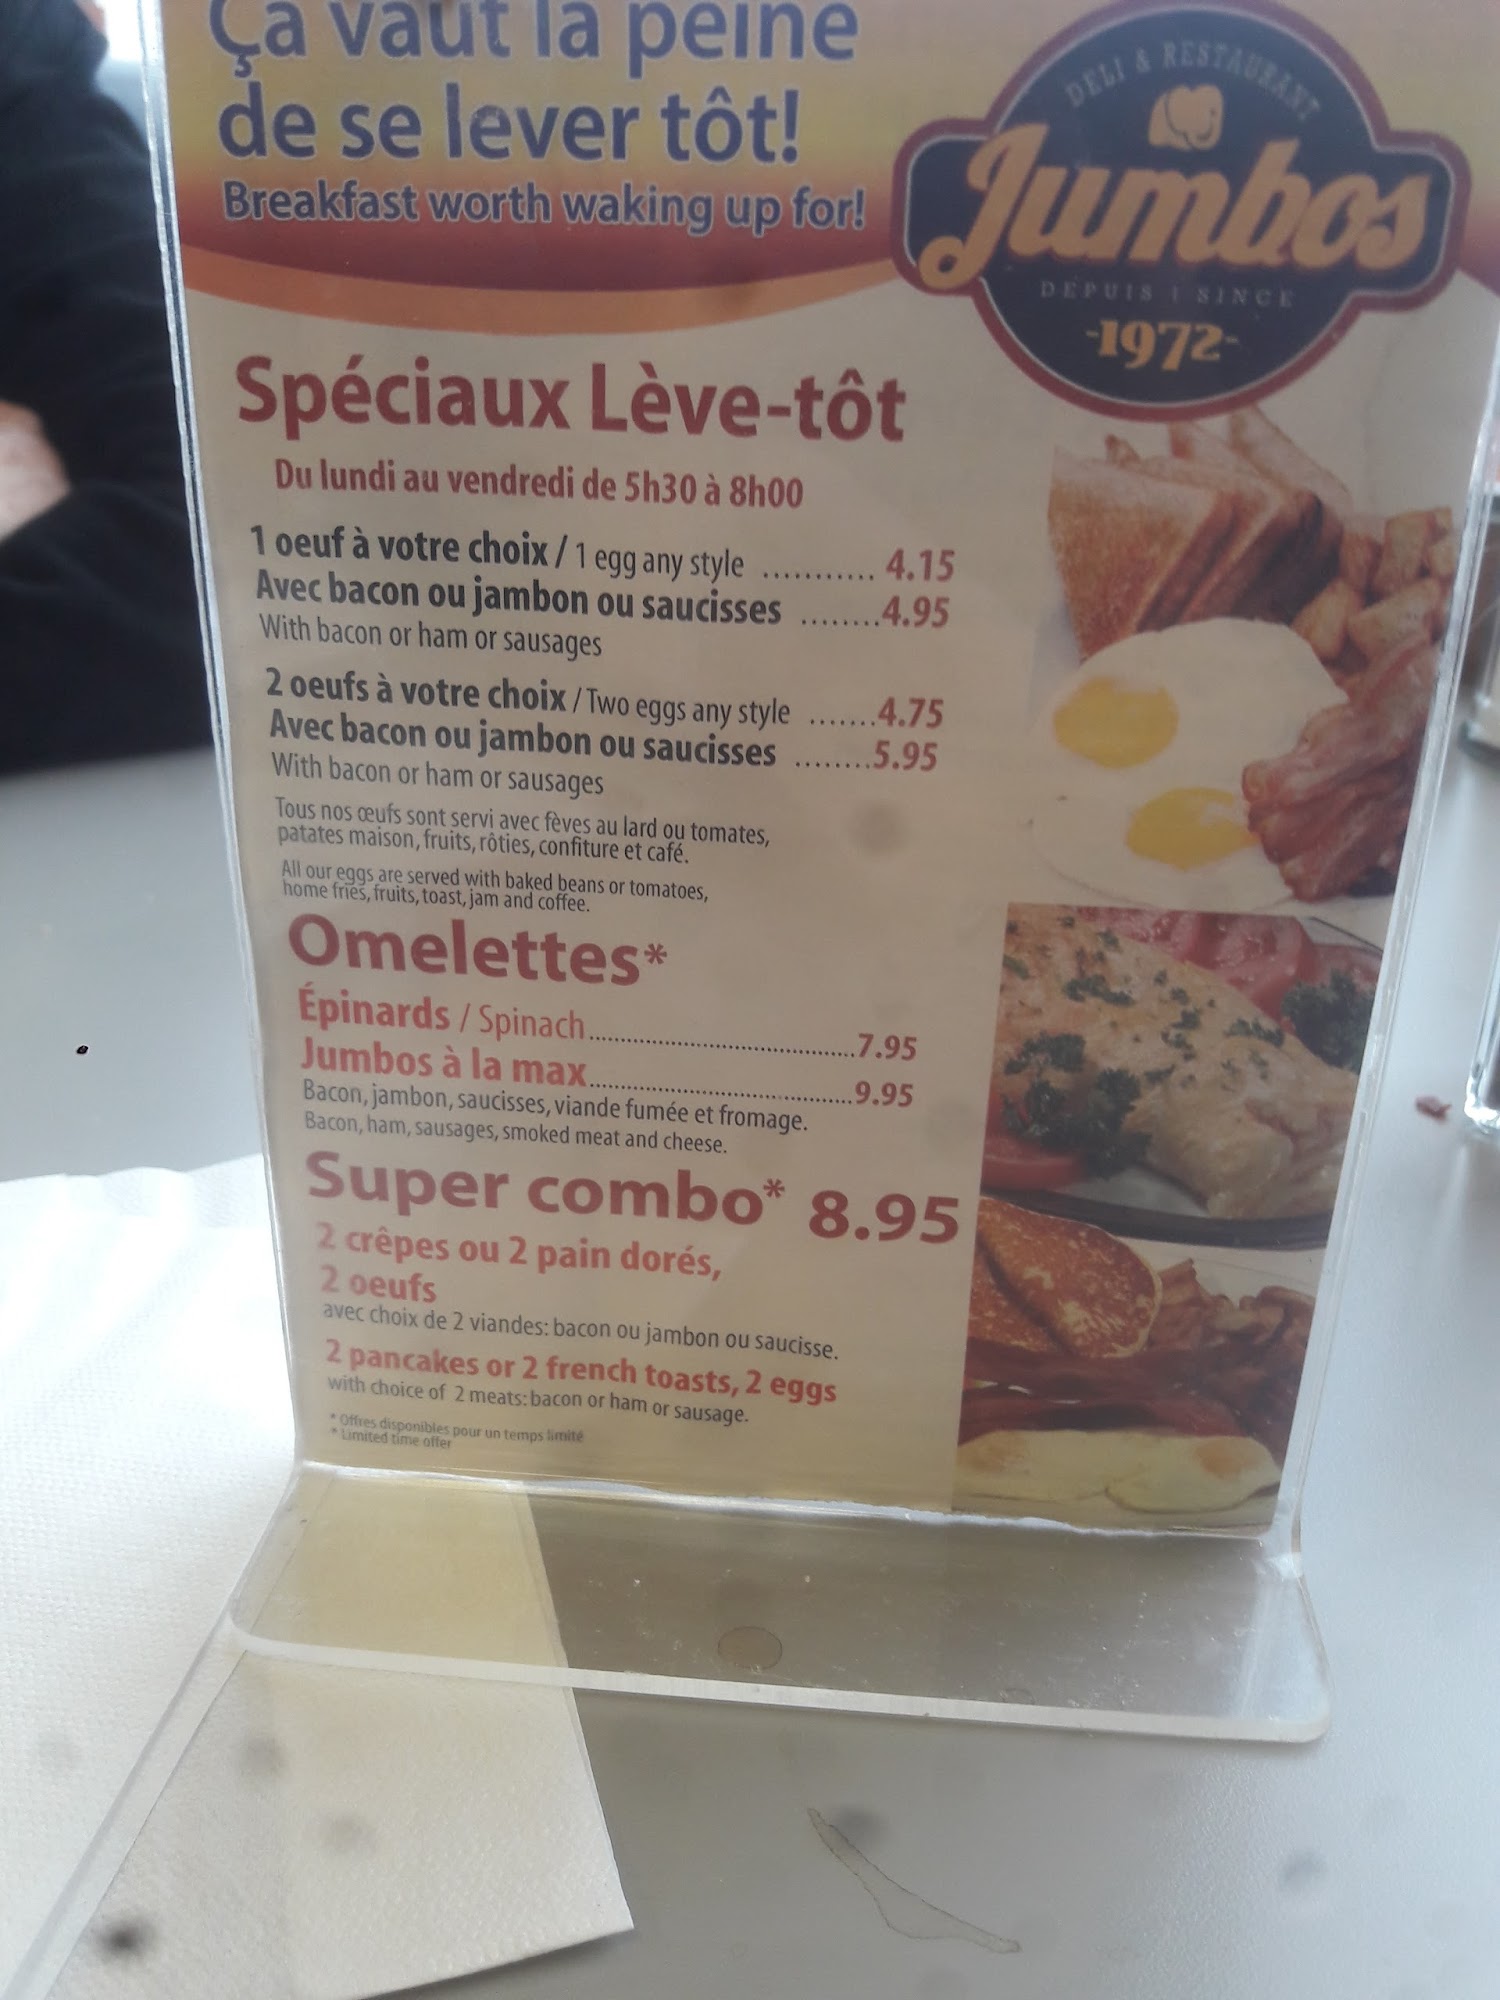 Ça vaut la peine
de se lever tôt!
Breakfast worth waking up for!
DELI & RESTAURANT
Jumbos
DEPUIS | SINCE
-1972-
Spéciaux Lève-tôt
Du lundi au vendredi de 5h30 à 8h00
1 oeuf à votre choix / 1 egg any style ........... 4.15
Avec bacon ou jambon ou saucisses ........4.95
With bacon or ham or sausages
2 oeufs à votre choix / Two eggs any style .......4.75
Avec bacon ou jambon ou saucisses ........5.95
With bacon or ham or sausages
Tous nos œufs sont servi avec fèves au lard ou tomates,
patates maison, fruits, rôties, confiture et café.
All our eggs are served with baked beans or tomatoes,
home fries, fruits, toast, jam and coffee.
Omelettes*
Épinards / Spinach.............................................7.95
Jumbos à la max.............................................9.95
Bacon, jambon, saucisses, viande fumée et fromage.
Bacon, ham, sausages, smoked meat and cheese.
Super combo* 8.95
2 crêpes ou 2 pain dorés,
2 oeufs
avec choix de 2 viandes: bacon ou jambon ou saucisse.
2 pancakes or 2 french toasts, 2 eggs
with choice of 2 meats: bacon or ham or sausage.
* Offres disponibles pour un temps limité
* Limited time offer